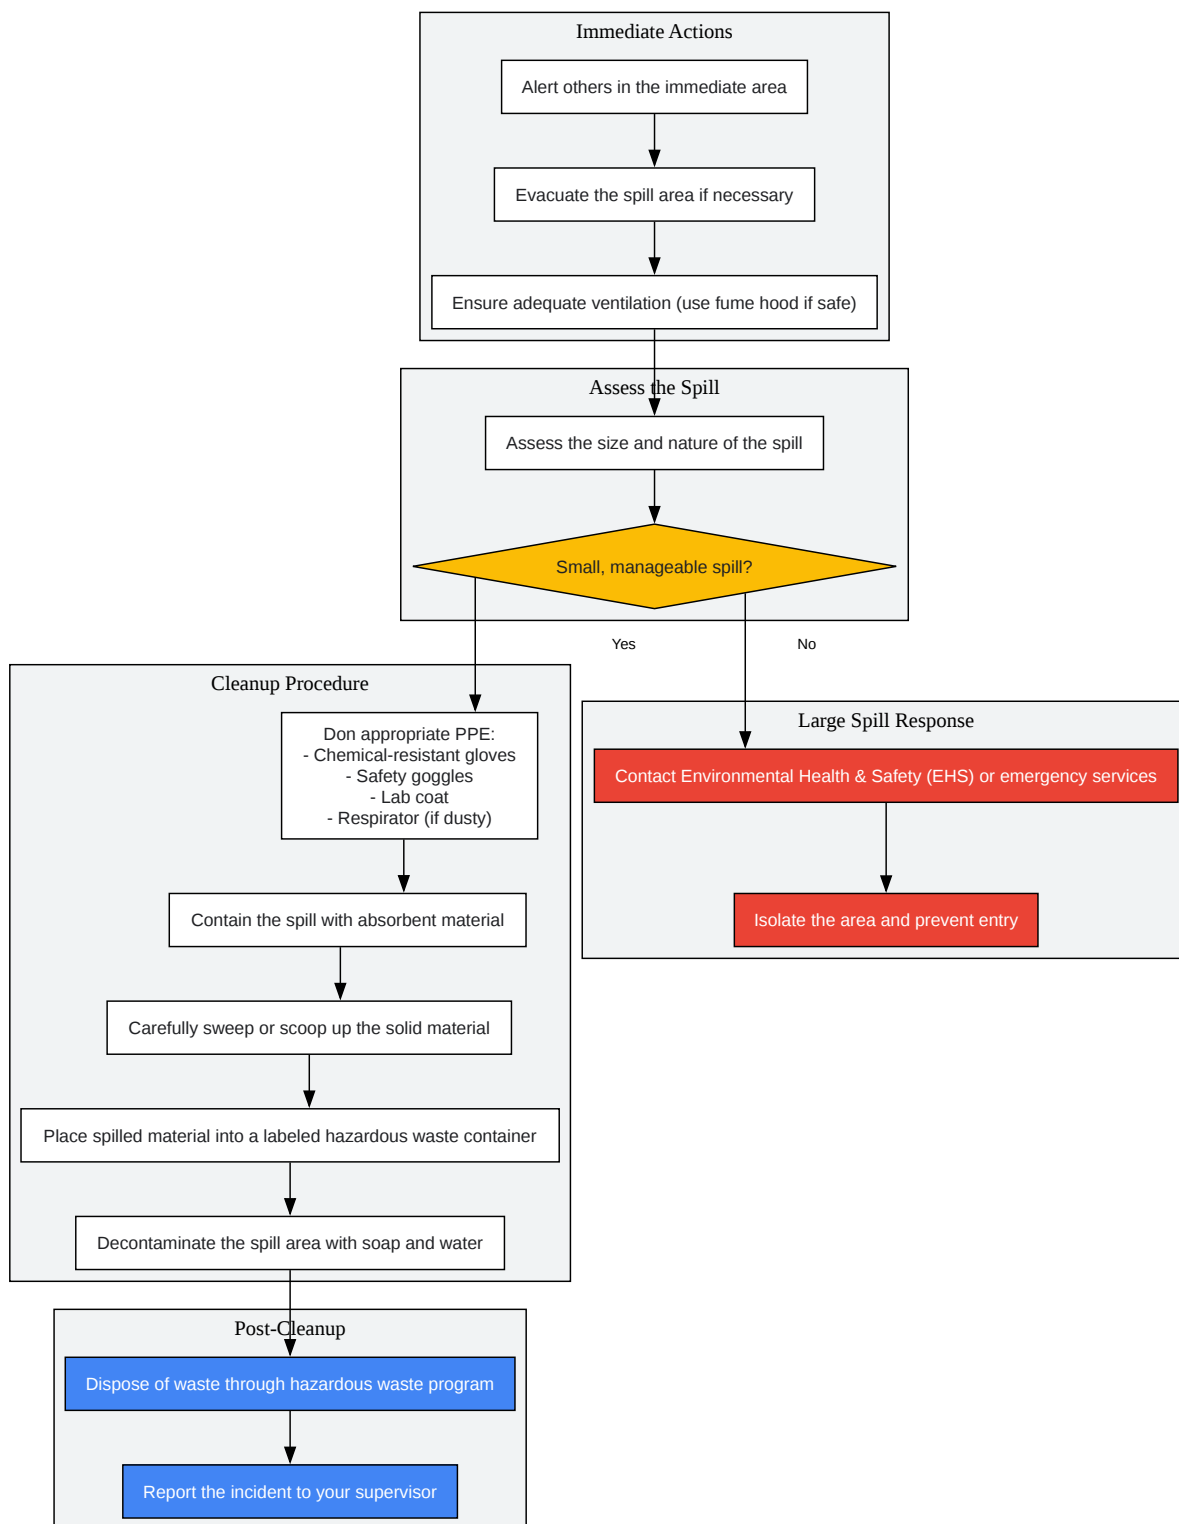 Immediate Actions
Alert others in the immediate area
Evacuate the spill area if necessary
Ensure adequate ventilation (use fume hood if safe)
Assess the Spill
Assess the size and nature of the spill
Small, manageable spill?
Yes
No
Cleanup Procedure
Don appropriate PPE:
- Chemical-resistant gloves
- Safety goggles
- Lab coat
- Respirator (if dusty)
Contain the spill with absorbent material
Carefully sweep or scoop up the solid material
Place spilled material into a labeled hazardous waste container
Decontaminate the spill area with soap and water
Large Spill Response
Contact Environmental Health & Safety (EHS) or emergency services
Isolate the area and prevent entry
Post-Cleanup
Dispose of waste through hazardous waste program
Report the incident to your supervisor